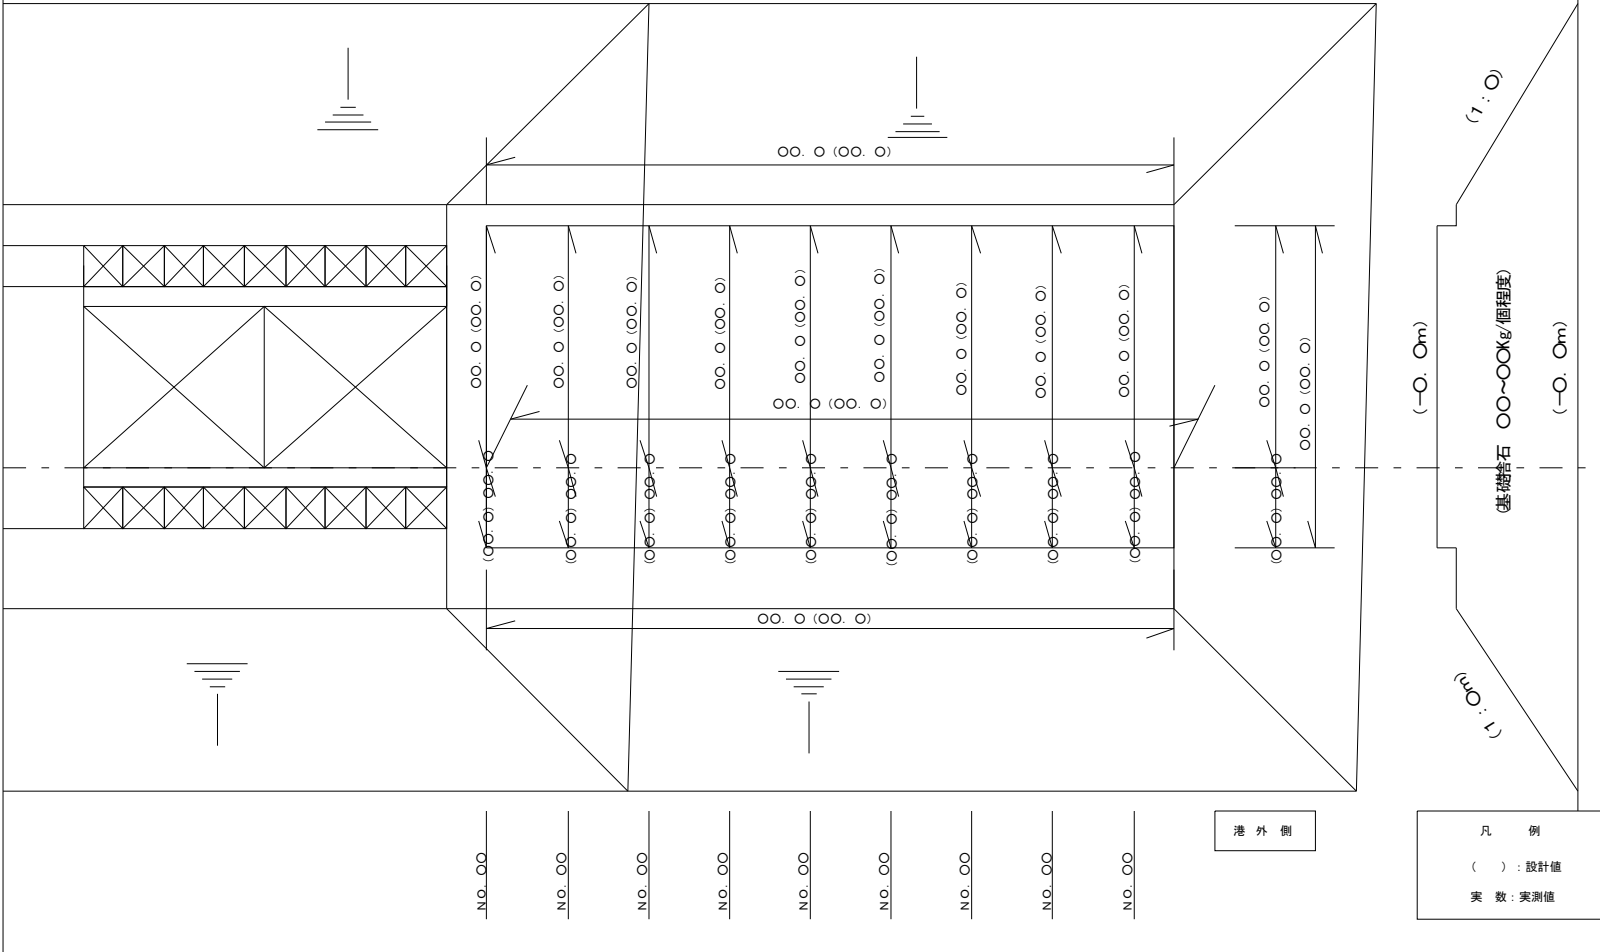 ○○. ○ (○○. ○)
(1：○)
○○. ○ (○○. ○)
○○. ○ (○○. ○)
○○. ○ (○○. ○)
○○. ○ (○○. ○)
○○. ○ (○○. ○)
○○. ○ (○○. ○)
○○. ○ (○○. ○)
○○. ○ (○○. ○)
○○. ○ (○○. ○)
○○. ○ (○○. ○)
○○. ○ (○○. ○)
(―○. ○m)
(基礎捨石 ○○～○○Kg/個程度)
(―○. ○m)
○○. ○ (○○. ○)
○○. ○ (○○. ○)
(1：○m)
NO. ○○
NO. ○○
NO. ○○
NO. ○○
NO. ○○
NO. ○○
NO. ○○
NO. ○○
NO. ○○
港 外 側
凡 例
( )：設計値
実 数：実測値